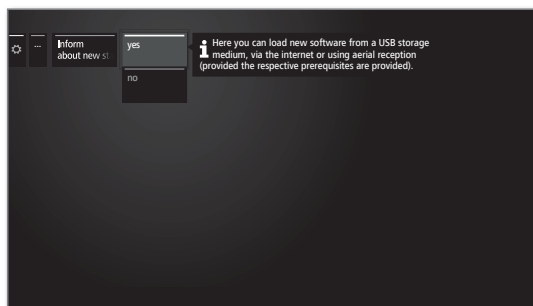 ...
Inform
about new st
yes
no
i Here you can load new software from a USB storage
medium, via the internet or using aerial reception
(provided the respective prerequisites are provided).